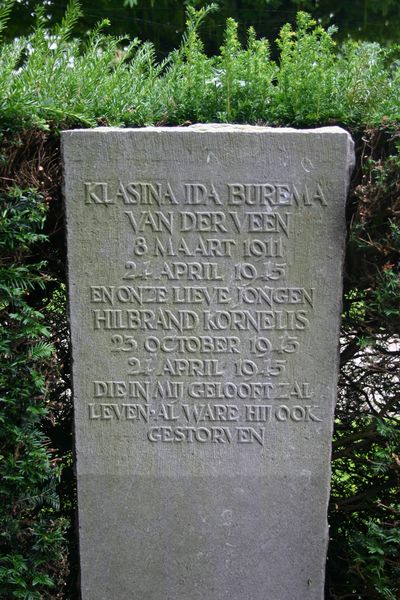 KLASINA IDA BUREMA
VAN DER VEEN
8 MAART 1911
24 APRIL 1945
EN ONZE LIEVE JONGEN
HILBRAND KORNELIS
23 OCTOBER 1943
24 APRIL 1945
DIE IN MIJ GELOOFT ZAL
LEVEN·AL WARE HIJ OOK
GESTORVEN